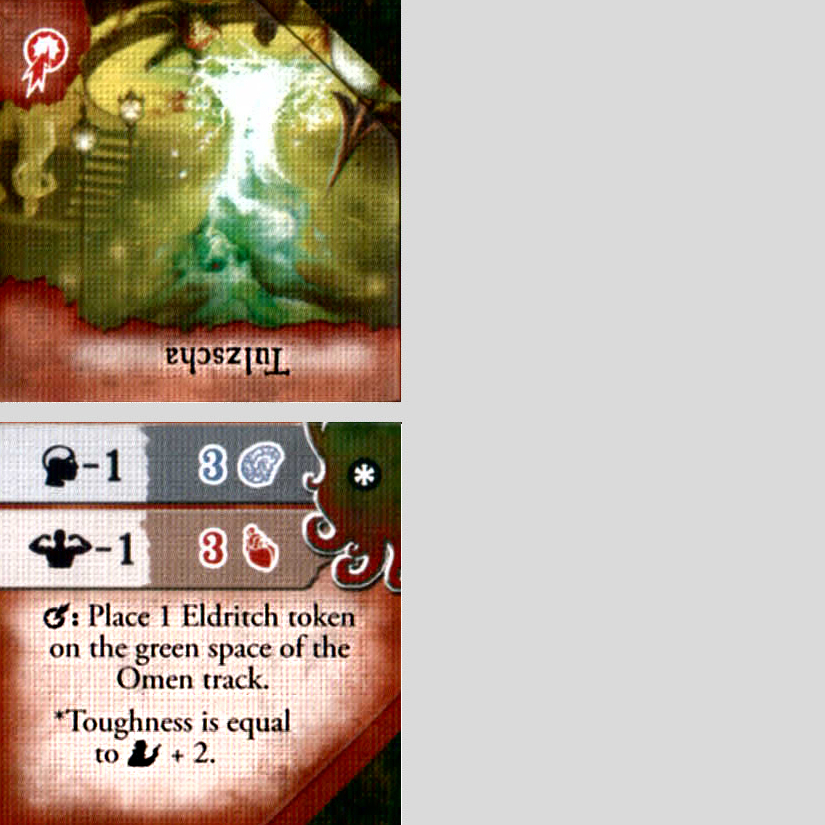 Tulzscha
-1 3
*
-1 3
: Place 1 Eldritch token
on the green space of the
Omen track.
*Toughness is equal
to + 2.